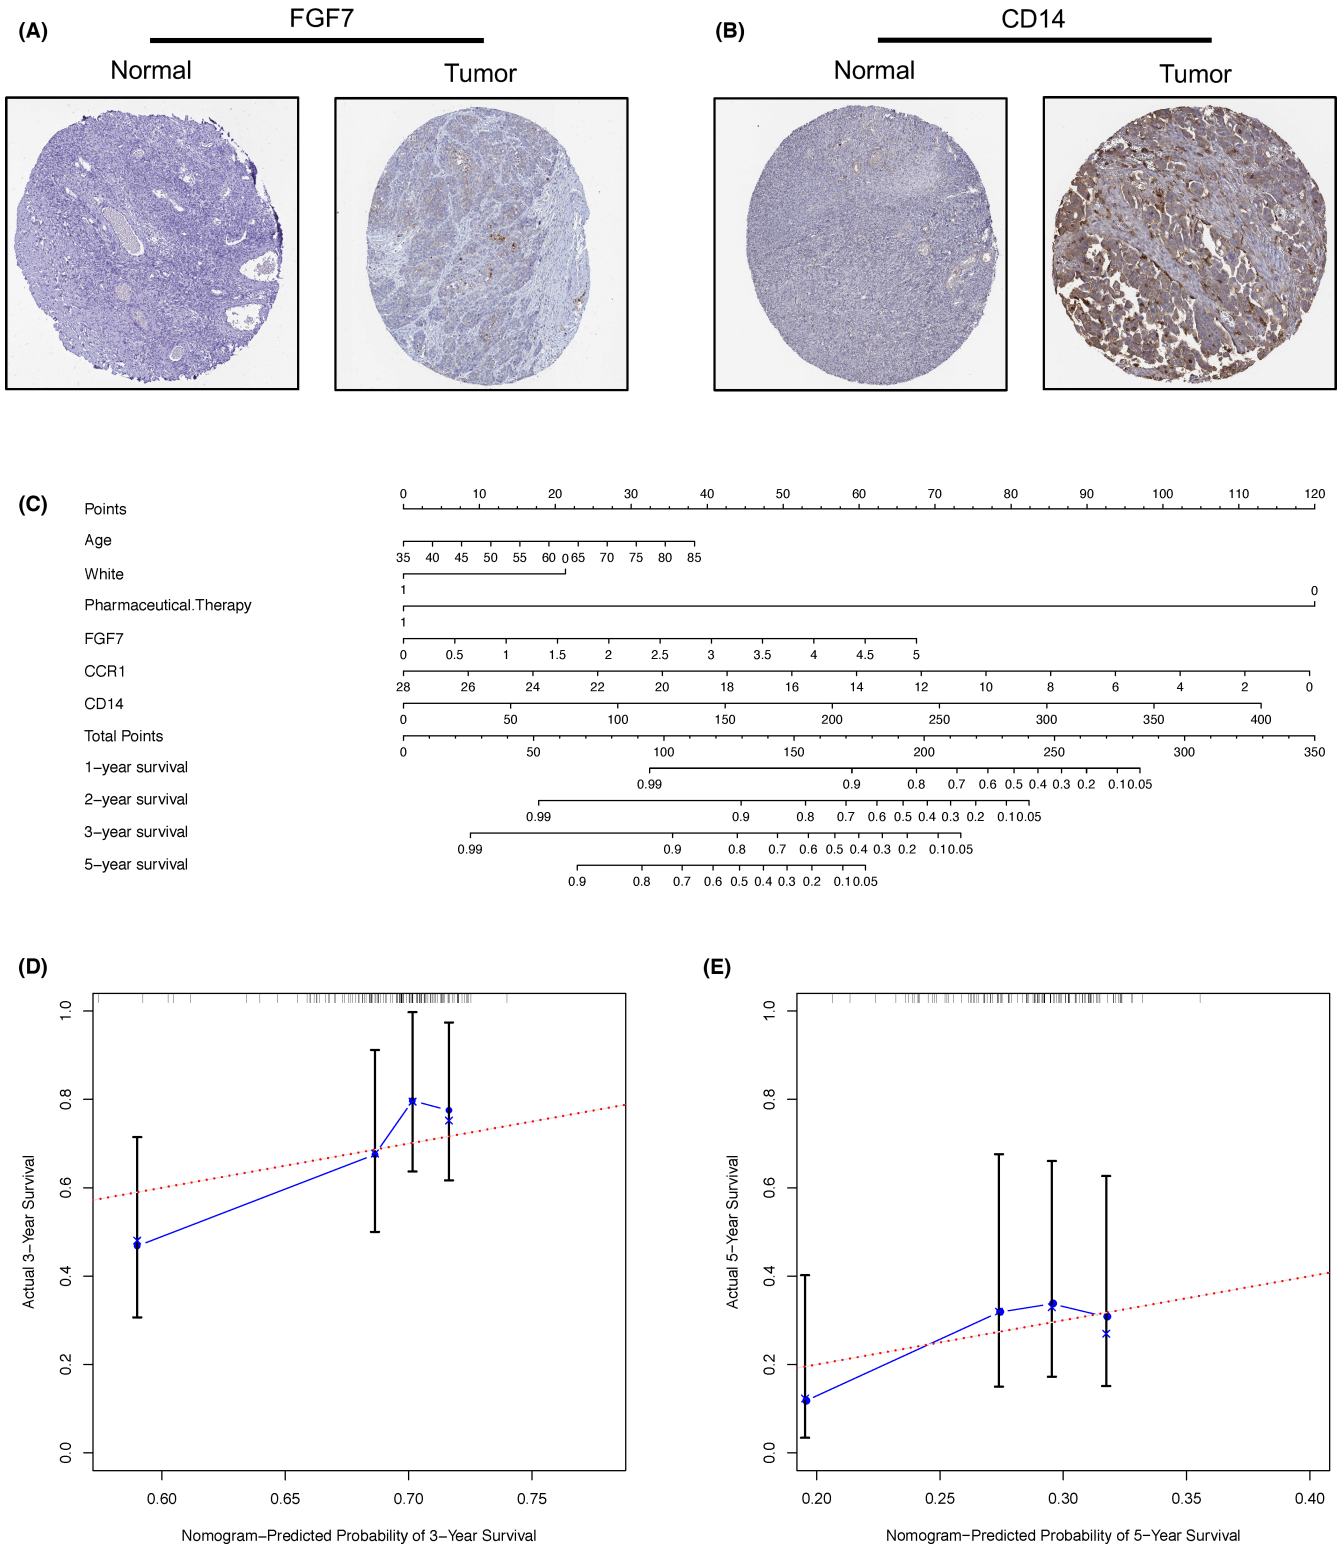 (A)
FGF7
Normal
Tumor
(B)
CD14
Normal
Tumor
(C)
Points
0 10 20 30 40 50 60 70 80 90 100 110 120
Age
35 40 45 50 55 60 65 70 75 80 85
White
1 0
Pharmaceutical.Therapy
1 0
FGF7
0 0.5 1 1.5 2 2.5 3 3.5 4 4.5 5
CCR1
28 26 24 22 20 18 16 14 12 10 8 6 4 2 0
CD14
0 50 100 150 200 250 300 350 400
Total Points
0 50 100 150 200 250 300 350
1−year survival
0.99 0.9 0.8 0.7 0.6 0.5 0.4 0.3 0.2 0.1 0.05
2−year survival
0.99 0.9 0.8 0.7 0.6 0.5 0.4 0.3 0.2 0.1 0.05
3−year survival
0.99 0.9 0.8 0.7 0.6 0.5 0.4 0.3 0.2 0.1 0.05
5−year survival
0.9 0.8 0.7 0.6 0.5 0.4 0.3 0.2 0.1 0.05
(D)
Actual 3−Year Survival
1.0
0.8
0.6
0.4
0.2
0.0
0.60 0.65 0.70 0.75
Nomogram−Predicted Probability of 3−Year Survival
(E)
Actual 5−Year Survival
1.0
0.8
0.6
0.4
0.2
0.0
0.20 0.25 0.30 0.35 0.40
Nomogram−Predicted Probability of 5−Year Survival